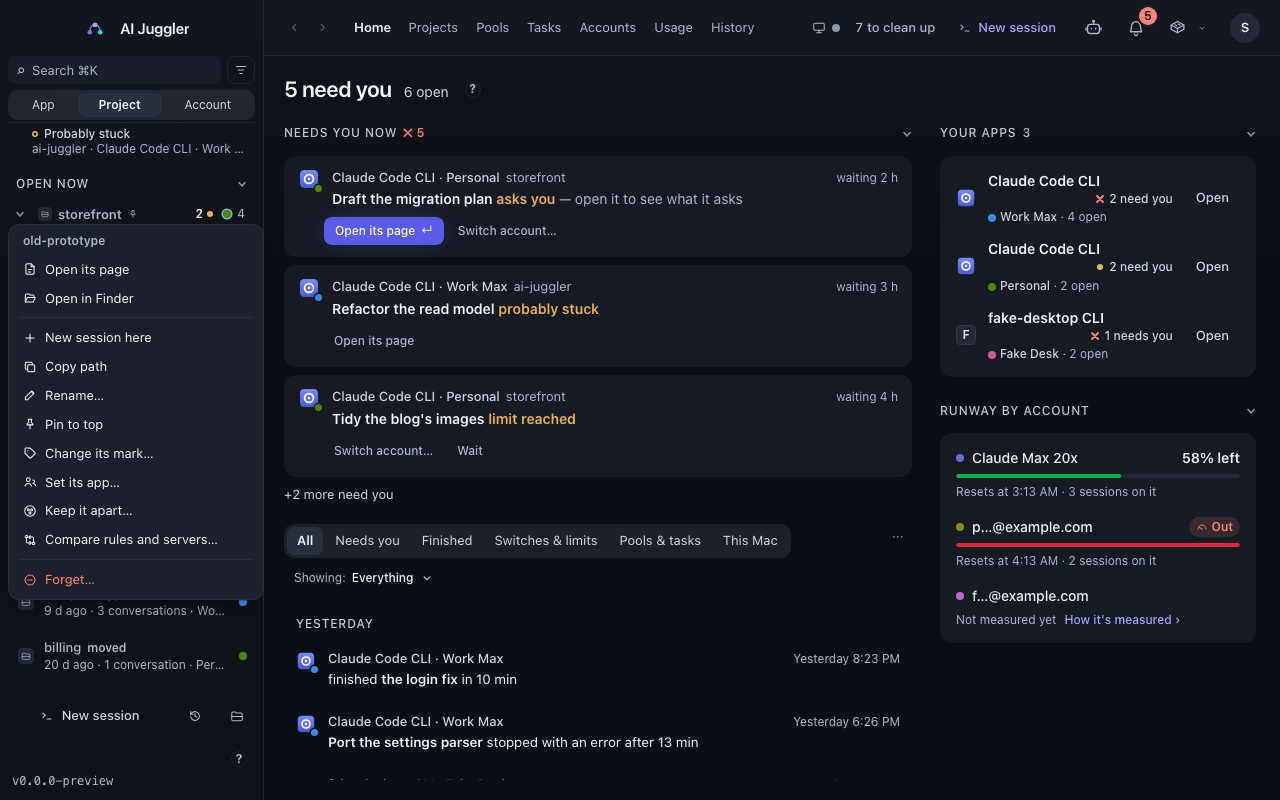 AI Juggler
Search ⌘K
App Project Account
Probably stuck
ai-juggler · Claude Code CLI · Work ...
OPEN NOW
storefront 2 4
old-prototype
Open its page
Open in Finder
New session here
Copy path
Rename...
Pin to top
Change its mark...
Set its app...
Keep it apart...
Compare rules and servers...
Forget...
9 d ago · 3 conversations · Wo...
billing moved
20 d ago · 1 conversation · Per...
New session
?
v0.0.0-preview
Home Projects Pools Tasks Accounts Usage History
7 to clean up New session 5 S
5 need you 6 open ?
NEEDS YOU NOW 5
Claude Code CLI · Personal storefront waiting 2 h
Draft the migration plan asks you — open it to see what it asks
Open its page ↵ Switch account...
Claude Code CLI · Work Max ai-juggler waiting 3 h
Refactor the read model probably stuck
Open its page
Claude Code CLI · Personal storefront waiting 4 h
Tidy the blog's images limit reached
Switch account... Wait
+2 more need you
All Needs you Finished Switches & limits Pools & tasks This Mac ...
Showing: Everything
YESTERDAY
Claude Code CLI · Work Max Yesterday 8:23 PM
finished the login fix in 10 min
Claude Code CLI · Work Max Yesterday 6:26 PM
Port the settings parser stopped with an error after 13 min
YOUR APPS 3
Claude Code CLI
2 need you Open
Work Max · 4 open
Claude Code CLI
2 need you Open
Personal · 2 open
F fake-desktop CLI
1 needs you Open
Fake Desk · 2 open
RUNWAY BY ACCOUNT
Claude Max 20x 58% left
Resets at 3:13 AM · 3 sessions on it
p...@example.com Out
Resets at 4:13 AM · 2 sessions on it
f...@example.com
Not measured yet How it's measured ›